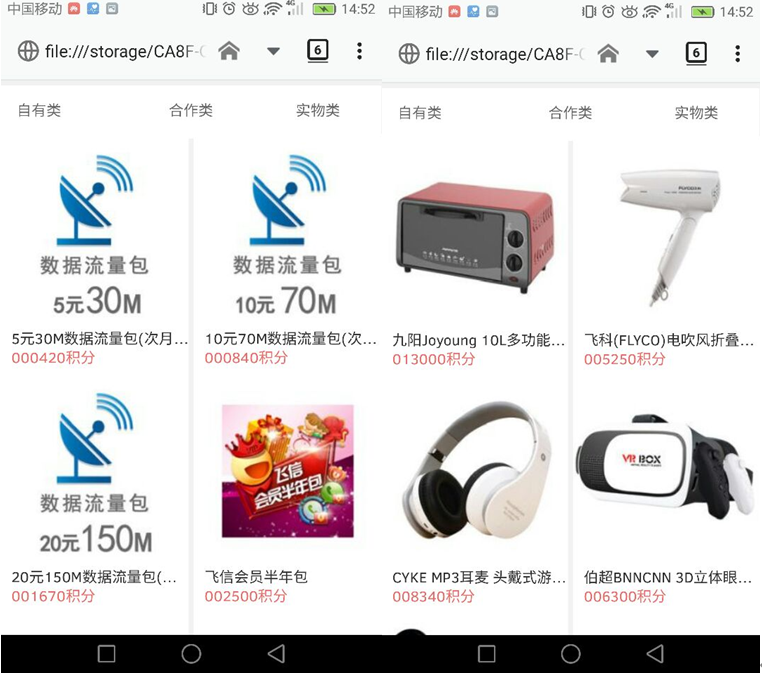 中国移动 4G 14:52
file:///storage/CA8F-
6
自有类 合作类 实物类
数据流量包
5元30M
数据流量包
10元70M
5元30M数据流量包(次月...
000420积分
10元70M数据流量包(次...
000840积分
数据流量包
20元150M
飞信
会员半年包
20元150M数据流量包(...
001670积分
飞信会员半年包
002500积分
中国移动 4G 14:52
file:///storage/CA8F-
6
自有类 合作类 实物类
九阳Joyoung 10L多功能...
013000积分
飞科(FLYCO)电吹风折叠...
005250积分
VR BOX
CYKE MP3耳麦 头戴式游...
008340积分
伯超BNNCNN 3D立体眼...
006300积分